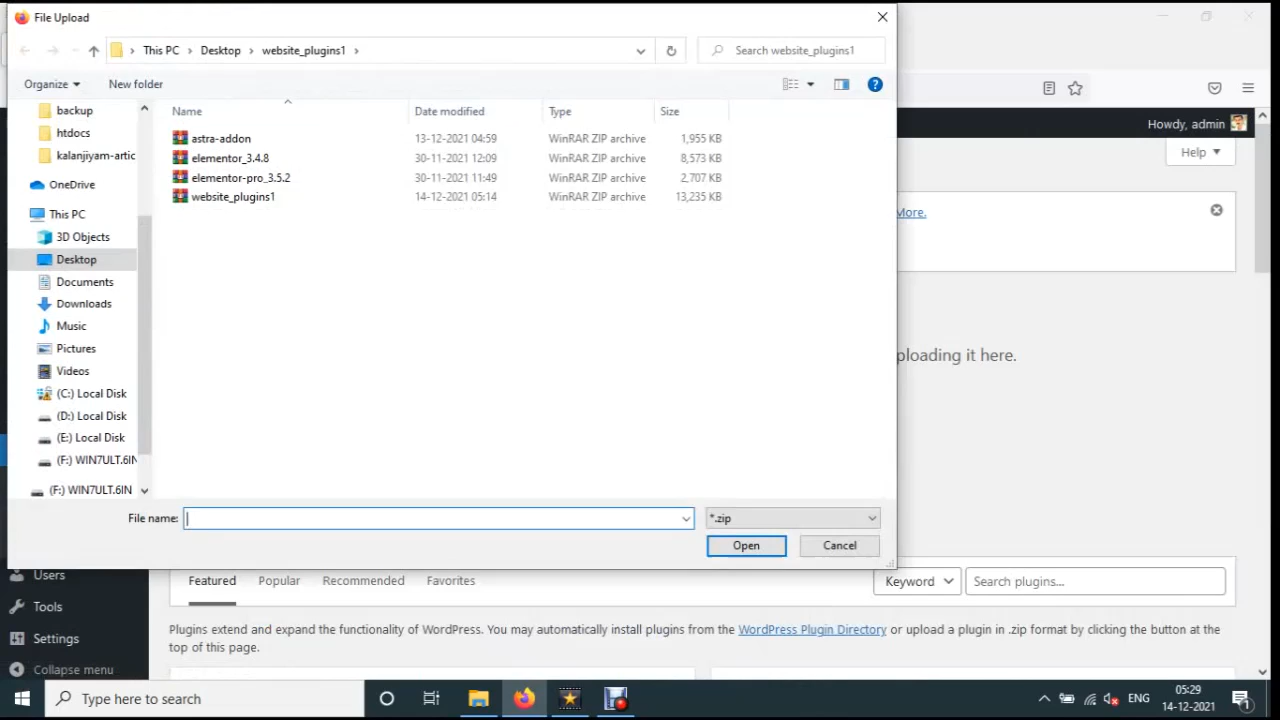 File Upload
This PC > Desktop > website_plugins1 >
Search website_plugins1
Organize
New folder
backup
htdocs
kalanjiyam-artic
OneDrive
This PC
3D Objects
Desktop
Documents
Downloads
Music
Pictures
Videos
(C:) Local Disk
(D:) Local Disk
(E:) Local Disk
(F:) WIN7ULT.6IN
(F:) WIN7ULT.6IN
Name Date modified Type Size
astra-addon 13-12-2021 04:59 WinRAR ZIP archive 1,955 KB
elementor_3.4.8 30-11-2021 12:09 WinRAR ZIP archive 8,573 KB
elementor-pro_3.5.2 30-11-2021 11:49 WinRAR ZIP archive 2,707 KB
website_plugins1 14-12-2021 05:14 WinRAR ZIP archive 13,235 KB
File name:
*.zip
Open
Cancel
Howdy, admin
Help
More.
ploading it here.
Users
Tools
Settings
Collapse menu
Featured Popular Recommended Favorites
Keyword
Search plugins...
Plugins extend and expand the functionality of WordPress. You may automatically install plugins from the WordPress Plugin Directory or upload a plugin in .zip format by clicking the button at the
top of this page.
Type here to search
ENG
05:29
14-12-2021
1